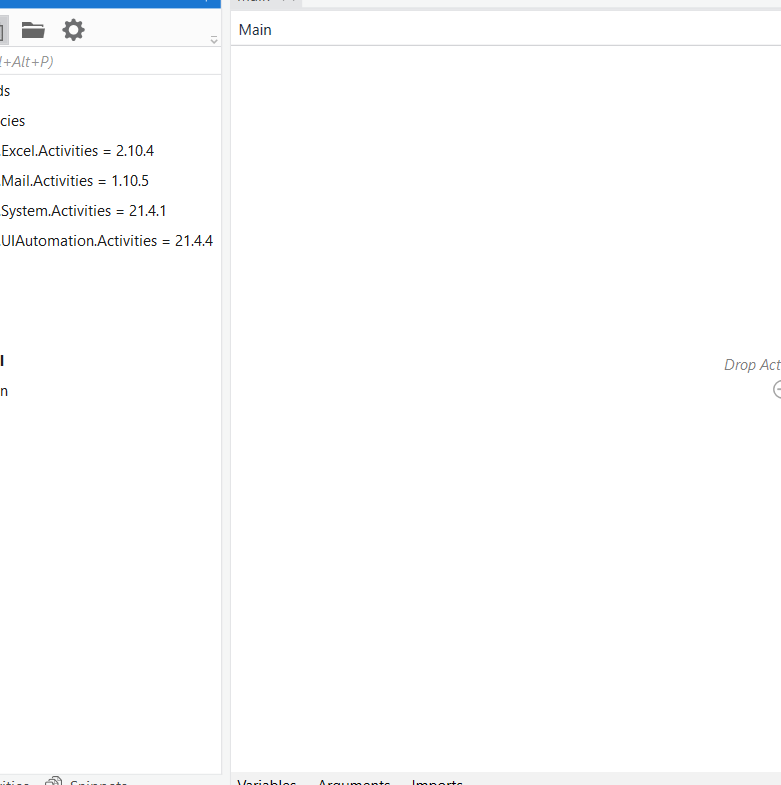 Main
Main
l+Alt+P)
ds
cies
.Excel.Activities = 2.10.4
.Mail.Activities = 1.10.5
.System.Activities = 21.4.1
.UIAutomation.Activities = 21.4.4
Drop Act
l
n
vities
Snippets
Variables Arguments Imports